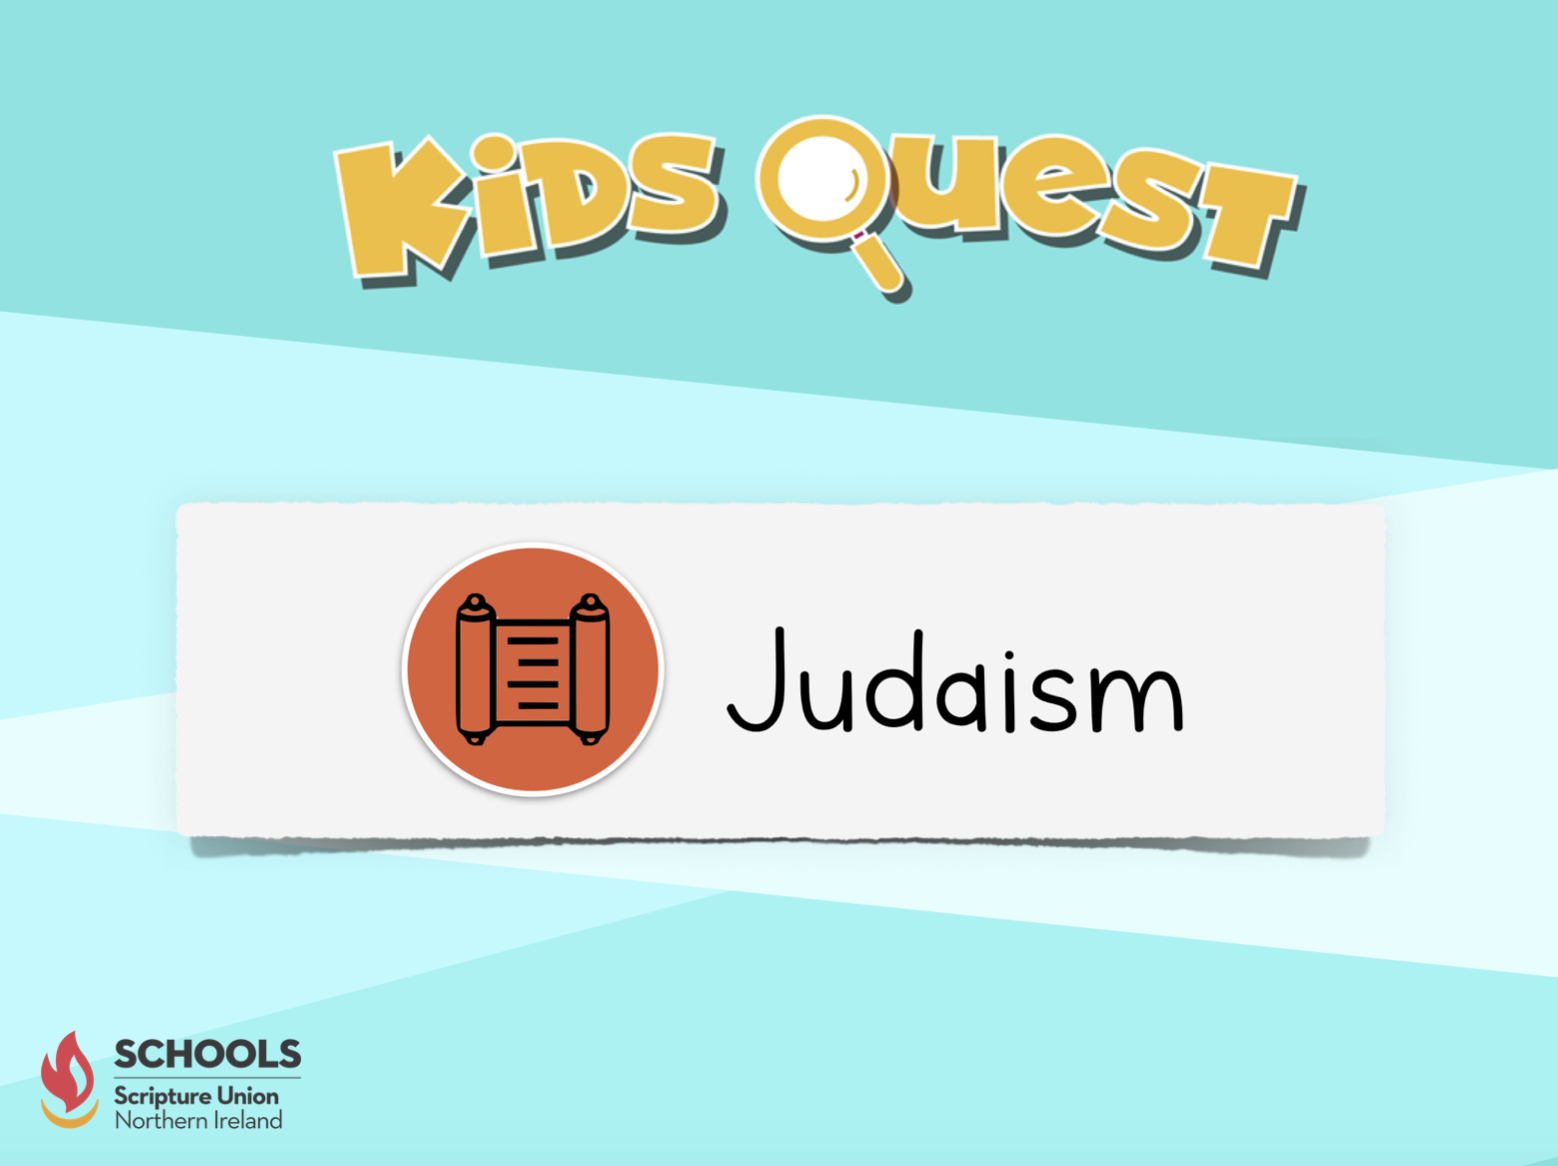 KiDS QUEST
Judaism
SCHOOLS
Scripture Union
Northern Ireland